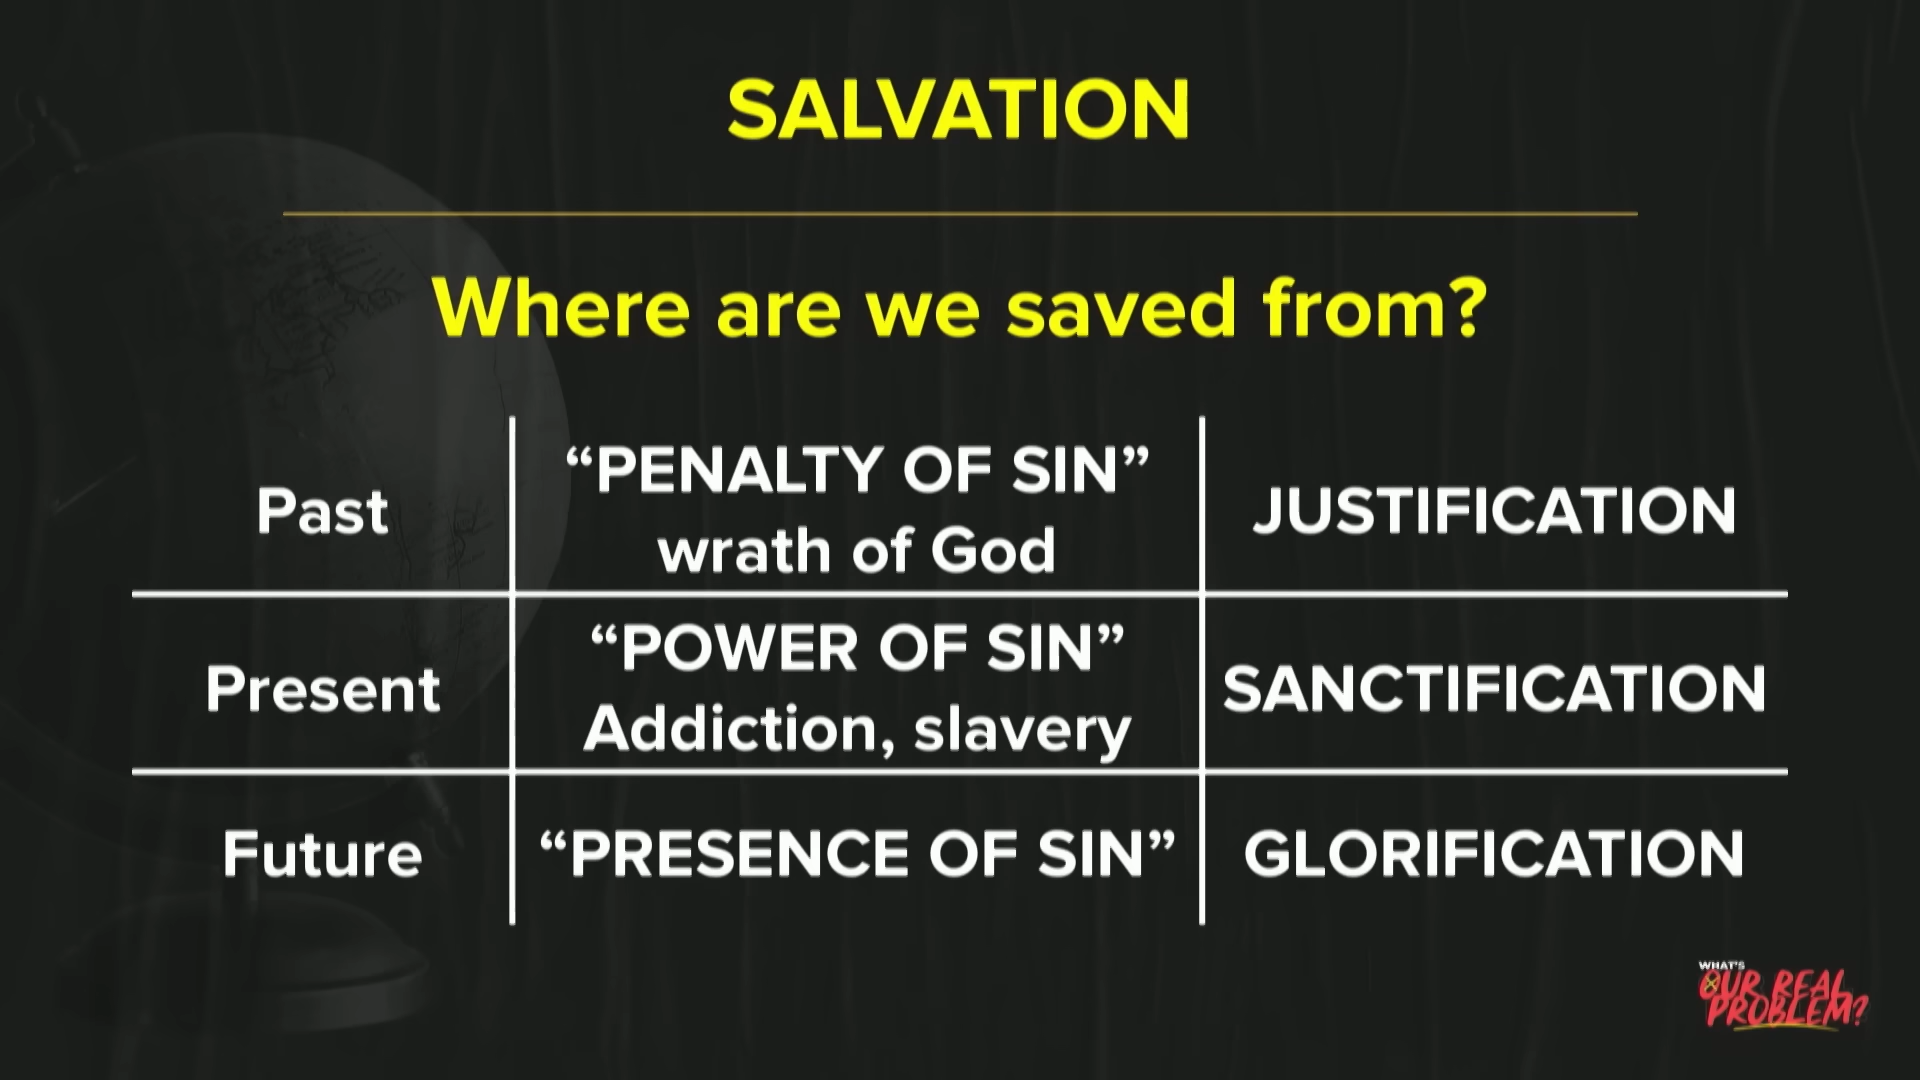 SALVATION
Where are we saved from?
Past
“PENALTY OF SIN”
wrath of God
JUSTIFICATION
Present
“POWER OF SIN”
Addiction, slavery
SANCTIFICATION
Future
“PRESENCE OF SIN”
GLORIFICATION
WHAT'S
OUR REAL
PROBLEM?